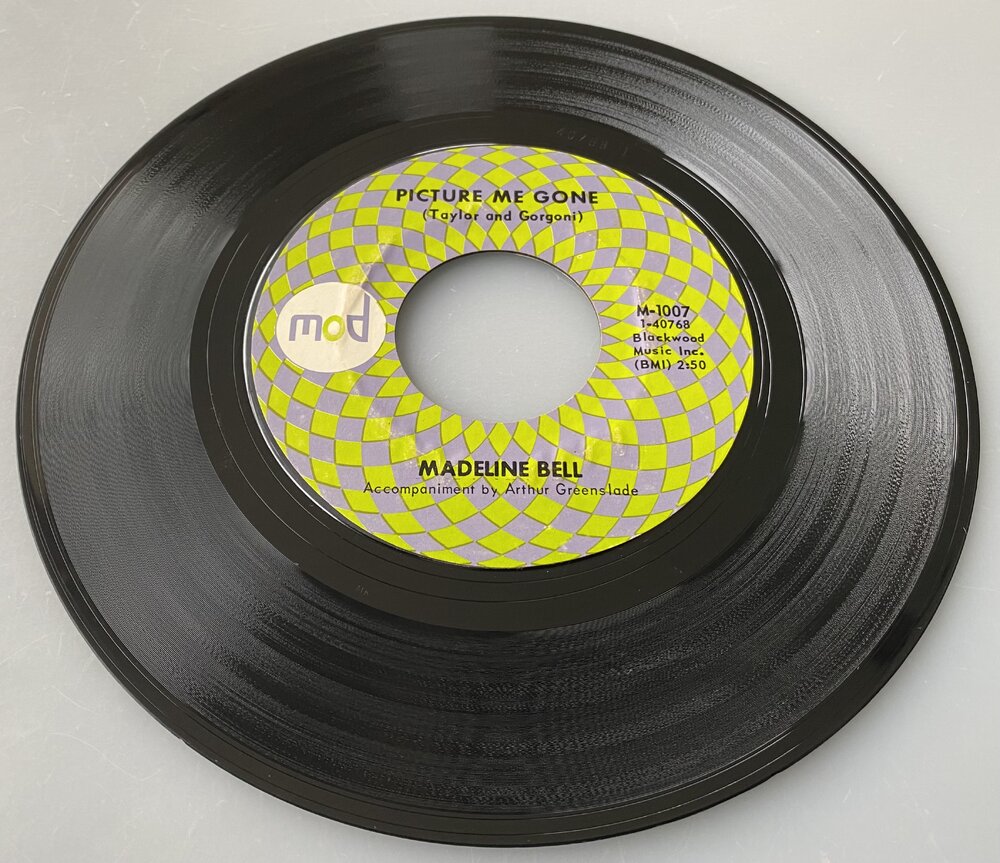 PICTURE ME GONE
(Taylor and Gorgoni)
mod
M-1007
1-40768
Blackwood
Music Inc.
(BMI) 2:50
MADELINE BELL
Accompaniment by Arthur Greenslade